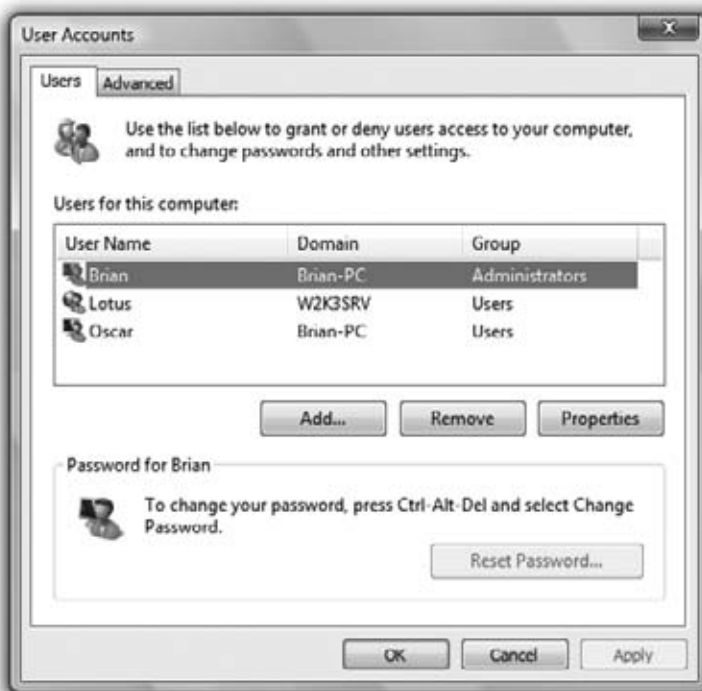 User Accounts
x
Users Advanced
Use the list below to grant or deny users access to your computer,
and to change passwords and other settings.
Users for this computer:
User Name Domain Group
Brian Brian-PC Administrators
Lotus W2K3SRV Users
Oscar Brian-PC Users
Add... Remove Properties
Password for Brian
To change your password, press Ctrl-Alt-Del and select Change
Password.
Reset Password...
OK Cancel Apply